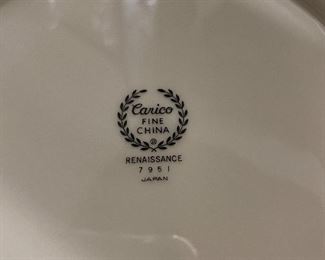 Carico
FINE
CHINA
®
RENAISSANCE
7951
JAPAN